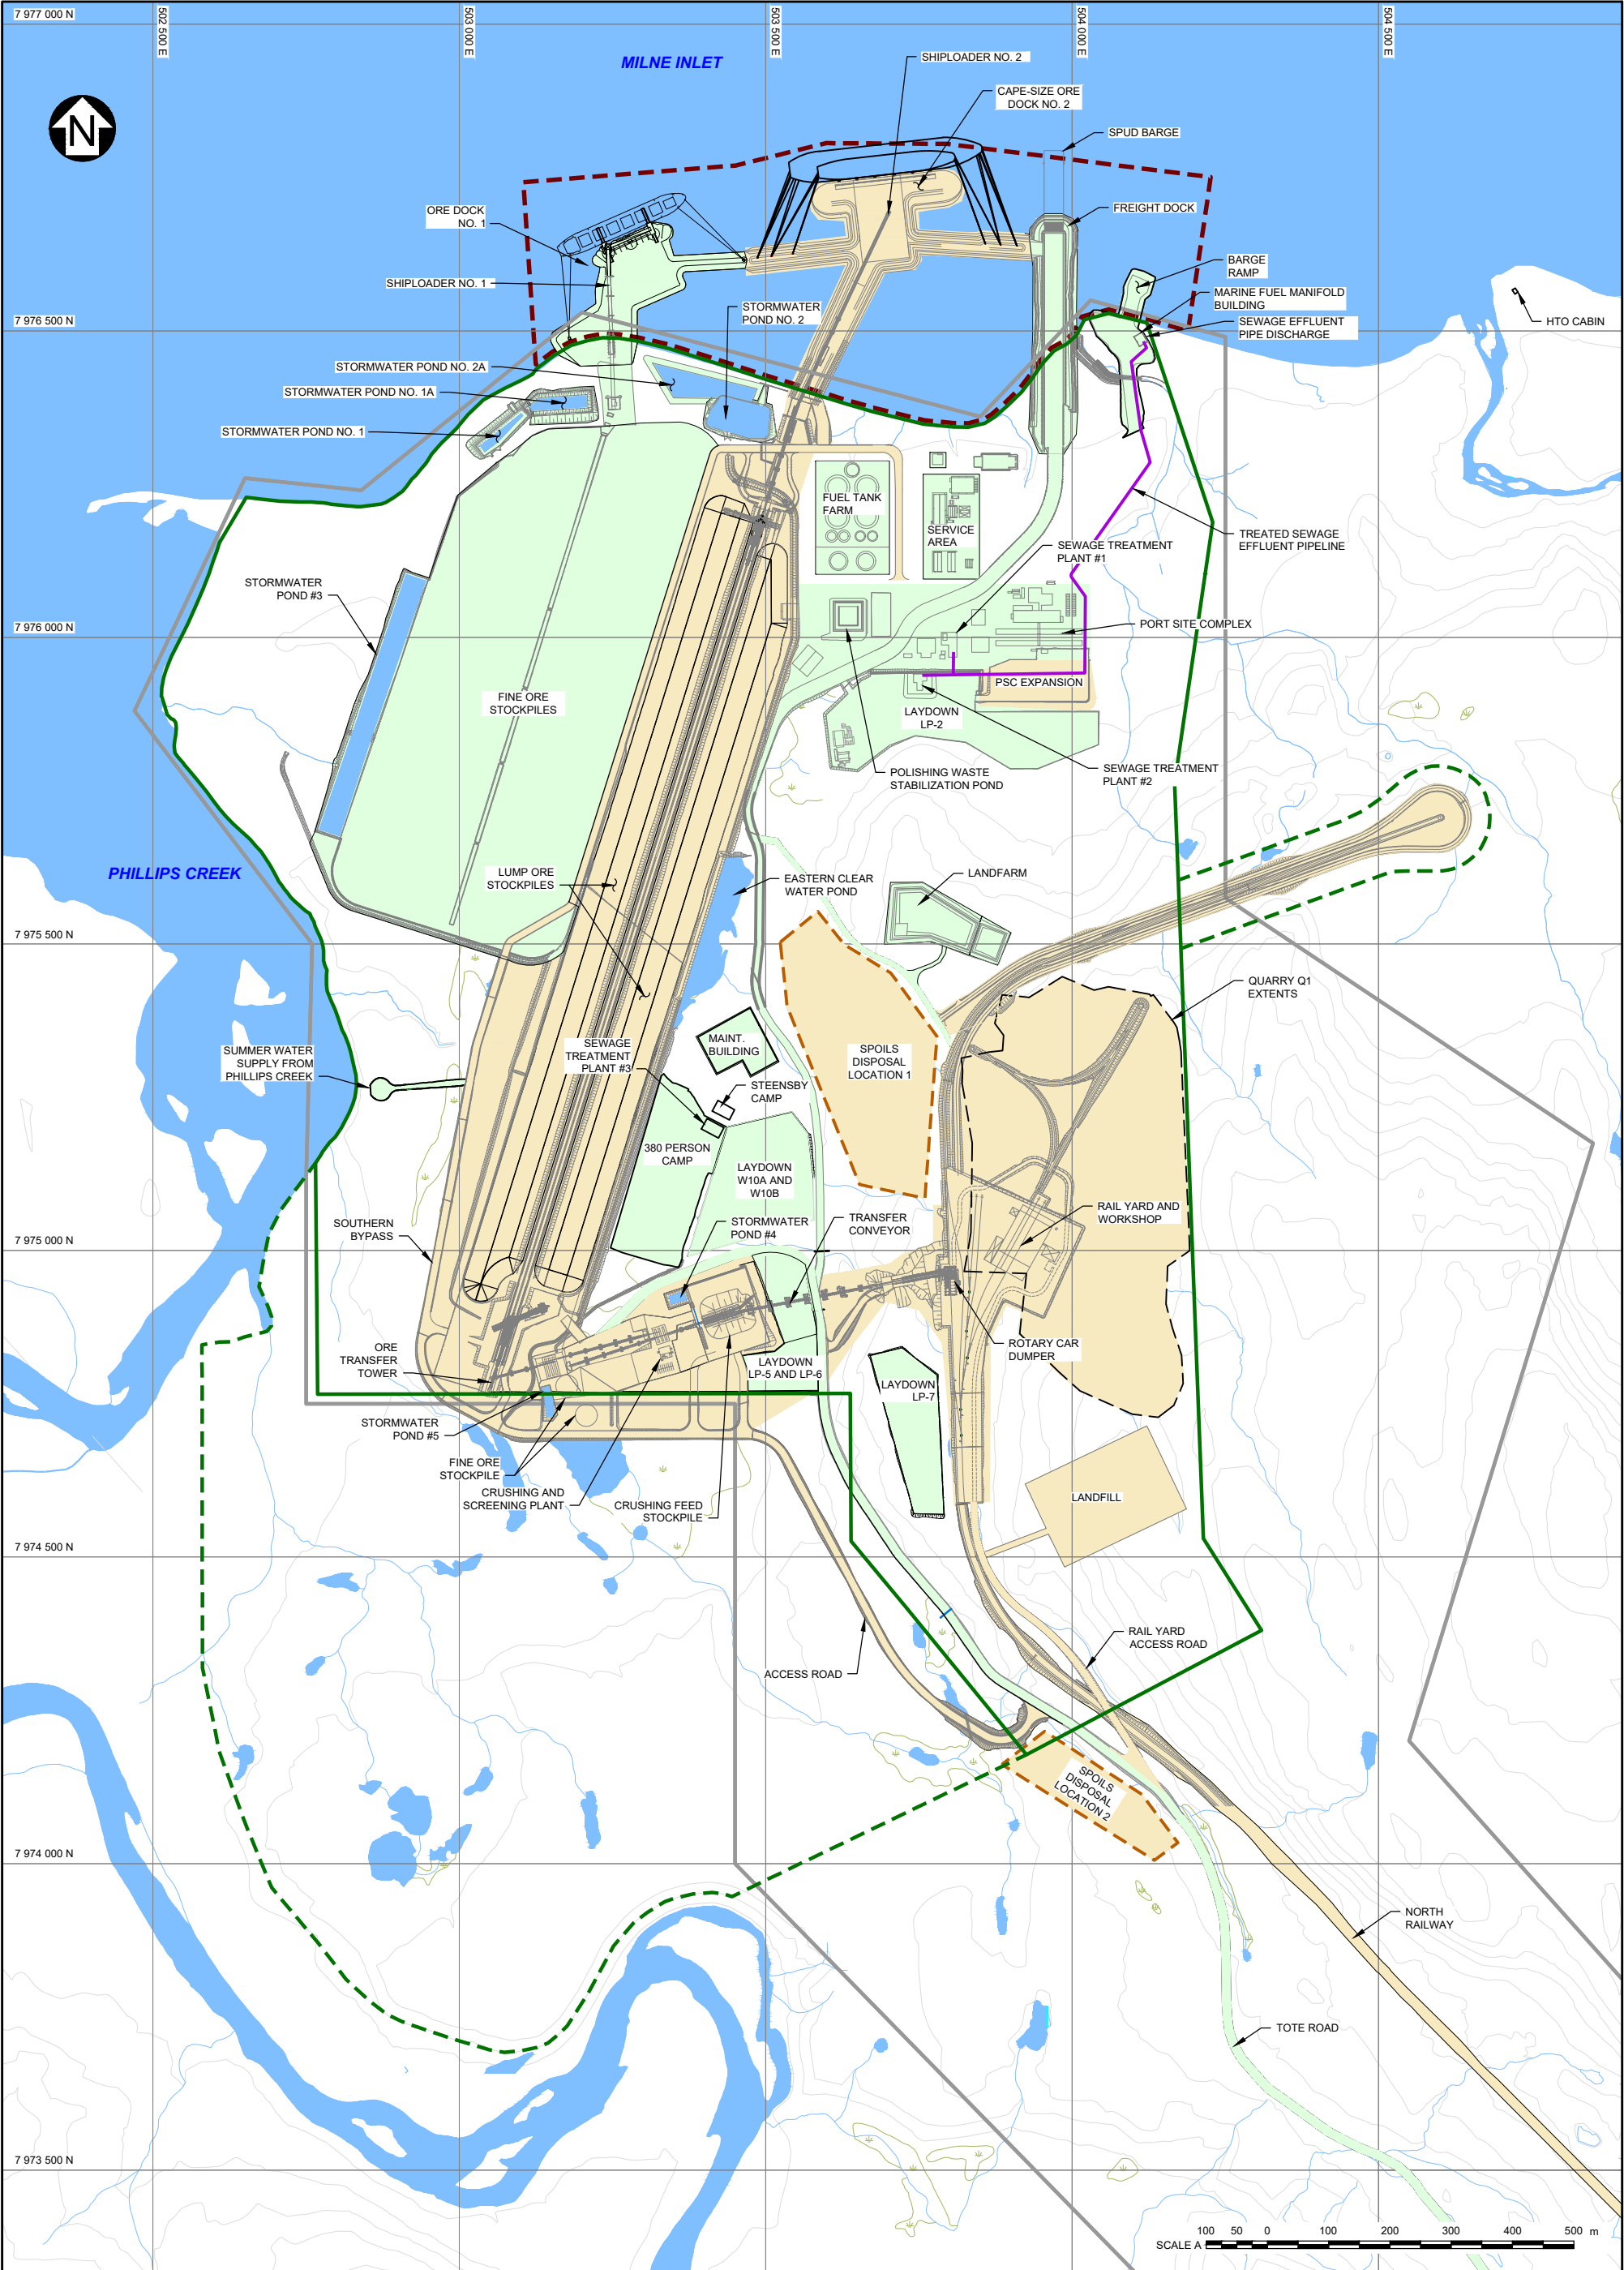 7 977 000 N
502 500 E
503 000 E
503 500 E
504 000 E
504 500 E
MILNE INLET
SHIPLOADER NO. 2
CAPE-SIZE ORE
DOCK NO. 2
N
SPUD BARGE
ORE DOCK
NO. 1
FREIGHT DOCK
BARGE
RAMP
SHIPLOADER NO. 1
MARINE FUEL MANIFOLD
BUILDING
STORMWATER
POND NO. 2
HTO CABIN
7 976 500 N
SEWAGE EFFLUENT
PIPE DISCHARGE
STORMWATER POND NO. 2A
STORMWATER POND NO. 1A
STORMWATER POND NO. 1
FUEL TANK
FARM
SERVICE
AREA
TREATED SEWAGE
EFFLUENT PIPELINE
SEWAGE TREATMENT
PLANT #1
STORMWATER
POND #3
7 976 000 N
PORT SITE COMPLEX
PSC EXPANSION
FINE ORE
STOCKPILES
LAYDOWN
LP-2
POLISHING WASTE
STABILIZATION POND
SEWAGE TREATMENT
PLANT #2
PHILLIPS CREEK
LUMP ORE
STOCKPILES
EASTERN CLEAR
WATER POND
LANDFARM
7 975 500 N
QUARRY Q1
EXTENTS
SUMMER WATER
SUPPLY FROM
PHILLIPS CREEK
SEWAGE
TREATMENT
PLANT #3
MAINT.
BUILDING
SPOILS
DISPOSAL
LOCATION 1
STEENSBY
CAMP
380 PERSON
CAMP
LAYDOWN
W10A AND
W10B
RAIL YARD AND
WORKSHOP
SOUTHERN
BYPASS
STORMWATER
POND #4
TRANSFER
CONVEYOR
7 975 000 N
ORE
TRANSFER
TOWER
ROTARY CAR
DUMPER
LAYDOWN
LP-5 AND LP-6
LAYDOWN
LP-7
STORMWATER
POND #5
FINE ORE
STOCKPILE
CRUSHING AND
SCREENING PLANT
CRUSHING FEED
STOCKPILE
LANDFILL
7 974 500 N
RAIL YARD
ACCESS ROAD
ACCESS ROAD
SPOILS
DISPOSAL
LOCATION 2
7 974 000 N
NORTH
RAILWAY
TOTE ROAD
7 973 500 N
100 50 0 100 200 300 400 500 m
SCALE A